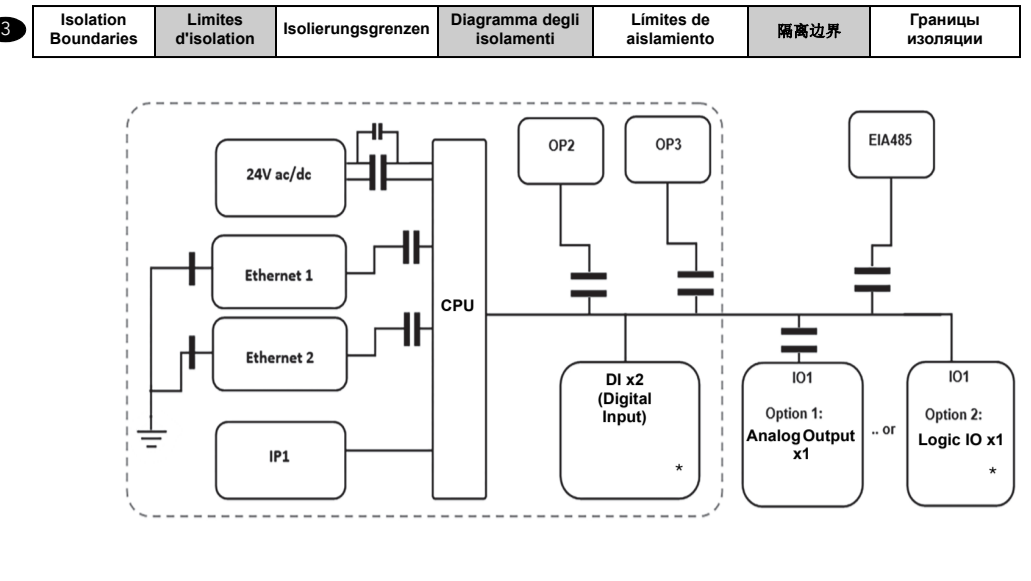 3
Isolation
Boundaries
Limites
d'isolation
Isolierungsgrenzen
Diagramma degli
isolamenti
Límites de
aislamiento
隔离边界
Границы
изоляции
24V ac/dc
OP2
OP3
EIA485
Ethernet 1
CPU
Ethernet 2
IP1
DI x2
(Digital
Input)
*
IO1
Option 1:
Analog Output
x1
.. or
IO1
Option 2:
Logic IO x1
*